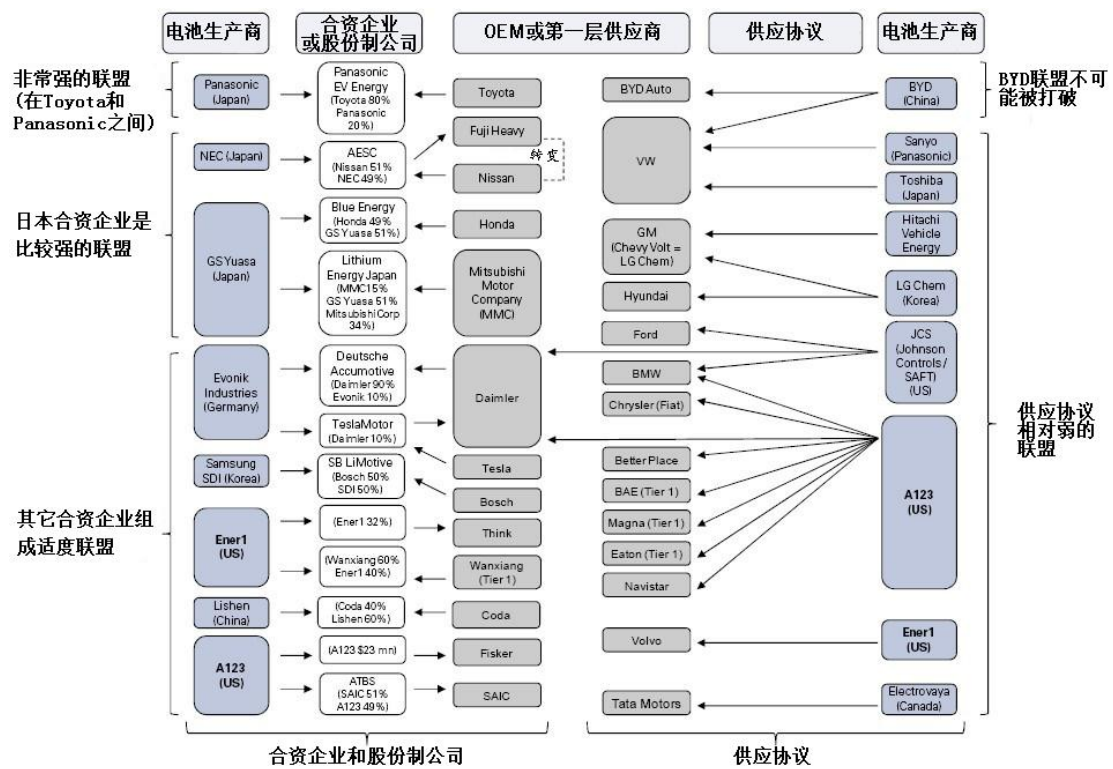 电池生产商
合资企业
或股份制公司
OEM或第一层供应商
供应协议
电池生产商
非常强的联盟
(在Toyota和
Panasonic之间)
日本合资企业是
比较强的联盟
其它合资企业组
成适度联盟
Panasonic
(Japan)
NEC (Japan)
GS Yuasa
(Japan)
Evonik
Industries
(Germany)
Samsung
SDI (Korea)
Ener1
(US)
Lishen
(China)
A123
(US)
Panasonic
EV Energy
(Toyota 80%
Panasonic
20%)
AESC
(Nissan 51%
NEC 49%)
Blue Energy
(Honda 49%
GS Yuasa 51%)
Lithium
Energy Japan
(MMC15%
GS Yuasa 51%
Mitsubishi Corp
34%)
Deutsche
Accumotive
(Daimler 90%
Evonik 10%)
TeslaMotor
(Daimler 10%)
SB LiMotive
(Bosch 50%
SDI 50%)
(Ener1 32%)
(Wanxiang 60%
Ener1 40%)
(Coda 40%
Lishen 60%)
(A123 $23 mn)
ATBS
(SAIC 51%
A123 49%)
Toyota
Fuji Heavy
转变
Nissan
Honda
Mitsubishi
Motor
Company
(MMC)
Daimler
Tesla
Bosch
Think
Wanxiang
(Tier 1)
Coda
Fisker
SAIC
BYD Auto
VW
GM
(Chevy Volt =
LG Chem)
Hyundai
Ford
BMW
Chrysler (Fiat)
Better Place
BAE (Tier 1)
Magna (Tier 1)
Eaton (Tier 1)
Navistar
Volvo
Tata Motors
BYD
(China)
Sanyo
(Panasonic)
Toshiba
(Japan)
Hitachi
Vehicle
Energy
LG Chem
(Korea)
JCS
(Johnson
Controls /
SAFT)
(US)
A123
(US)
Ener1
(US)
Electrovaya
(Canada)
BYD联盟不可
能被打破
供应协议
相对弱的
联盟
合资企业和股份制公司
供应协议